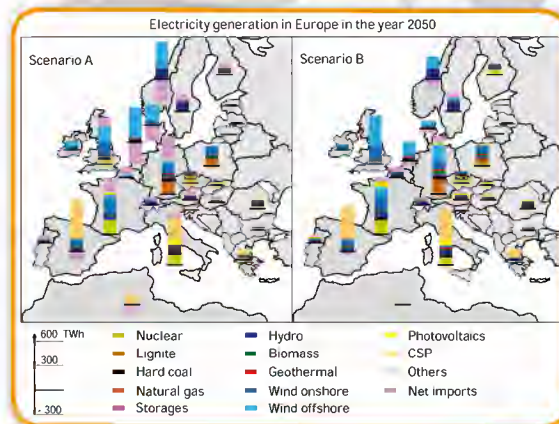 Electricity generation in Europe in the year 2050
Scenario A
Scenario B
600 TWh
300
- 300
Nuclear
Lignite
Hard coal
Natural gas
Storages
Hydro
Biomass
Geothermal
Wind onshore
Wind offshore
Photovoltaics
CSP
Others
Net imports